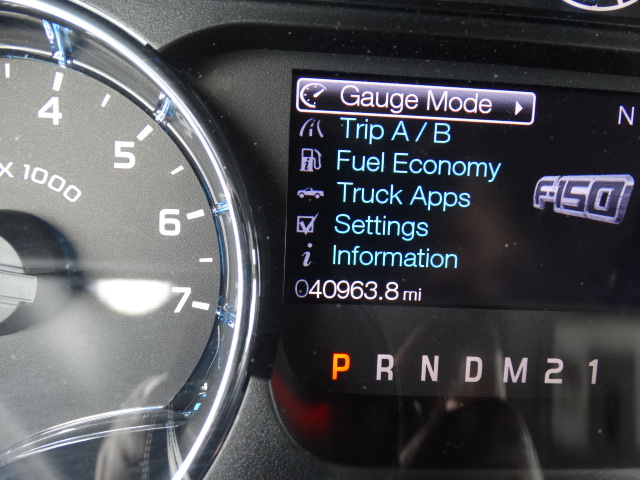 4
5
x 1000
6
7
Gauge Mode
N
Trip A / B
Fuel Economy
Truck Apps
F-150
Settings
Information
040963.8 mi
P R N D M 2 1